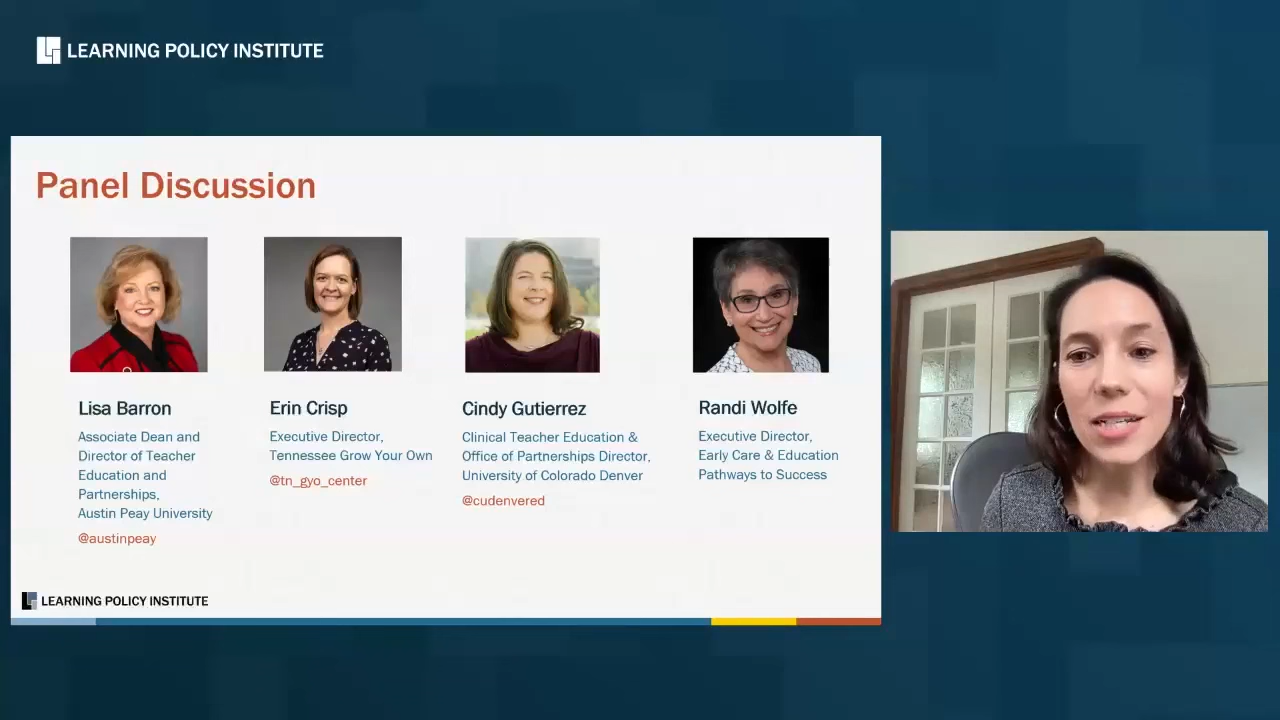 LEARNING POLICY INSTITUTE
Panel Discussion
Lisa Barron
Associate Dean and
Director of Teacher
Education and
Partnerships,
Austin Peay University
@austinpeay
Erin Crisp
Executive Director,
Tennessee Grow Your Own
@tn_gyo_center
Cindy Gutierrez
Clinical Teacher Education &
Office of Partnerships Director,
University of Colorado Denver
@cudenvered
Randi Wolfe
Executive Director,
Early Care & Education
Pathways to Success
LEARNING POLICY INSTITUTE